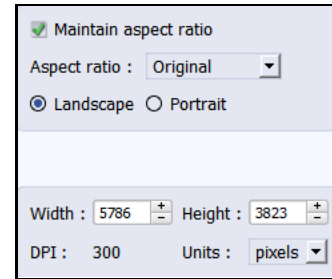 Maintain aspect ratio
Aspect ratio : Original
Landscape Portrait
Width : 5786 Height : 3823
DPI : 300 Units : pixels